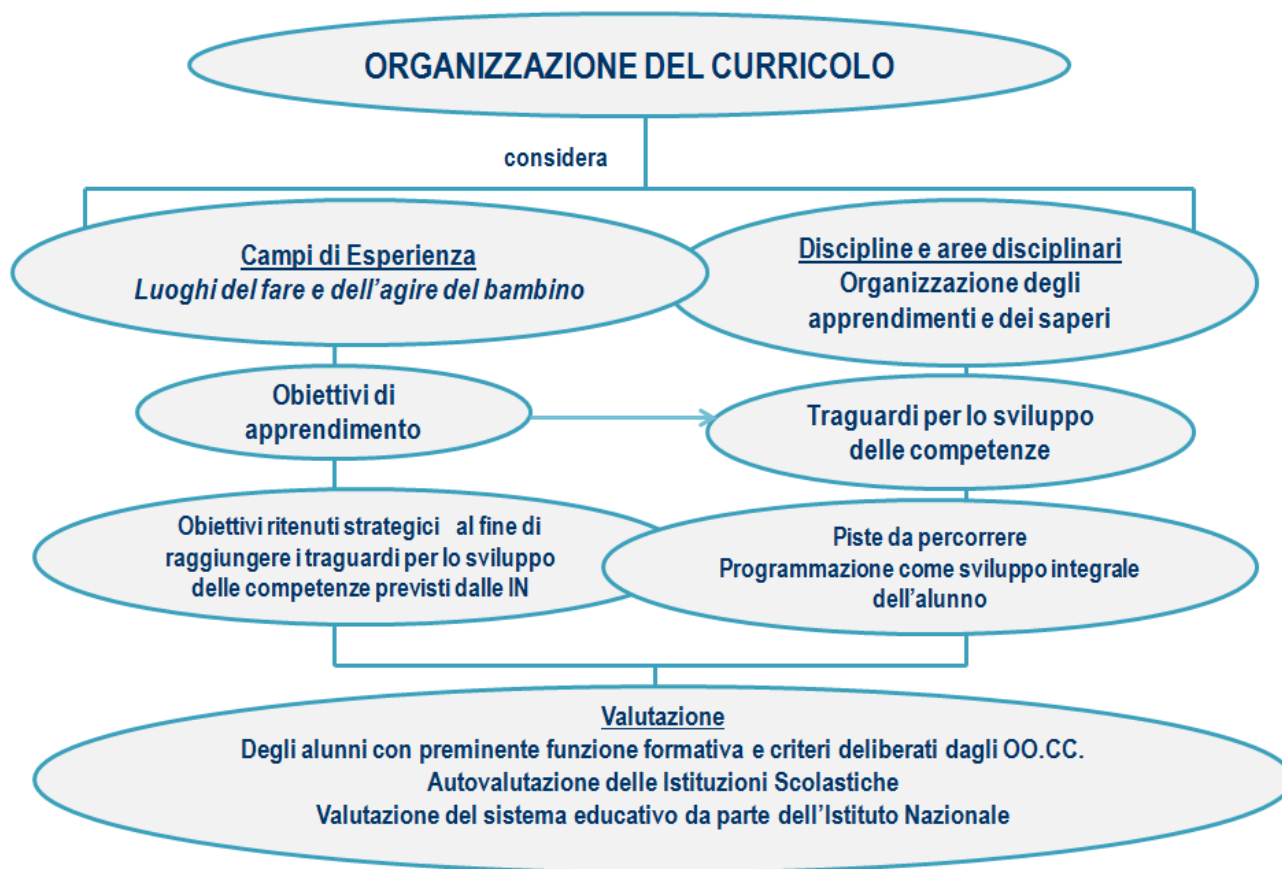 ORGANIZZAZIONE DEL CURRICOLO
considera
Campi di Esperienza
Luoghi del fare e dell'agire del bambino
Discipline e aree disciplinari
Organizzazione degli
apprendimenti e dei saperi
Obiettivi di
apprendimento
Traguardi per lo sviluppo
delle competenze
Obiettivi ritenuti strategici al fine di
raggiungere i traguardi per lo sviluppo
delle competenze previsti dalle IN
Piste da percorrere
Programmazione come sviluppo integrale
dell'alunno
Valutazione
Degli alunni con preminente funzione formativa e criteri deliberati dagli OO.CC.
Autovalutazione delle Istituzioni Scolastiche
Valutazione del sistema educativo da parte dell'Istituto Nazionale